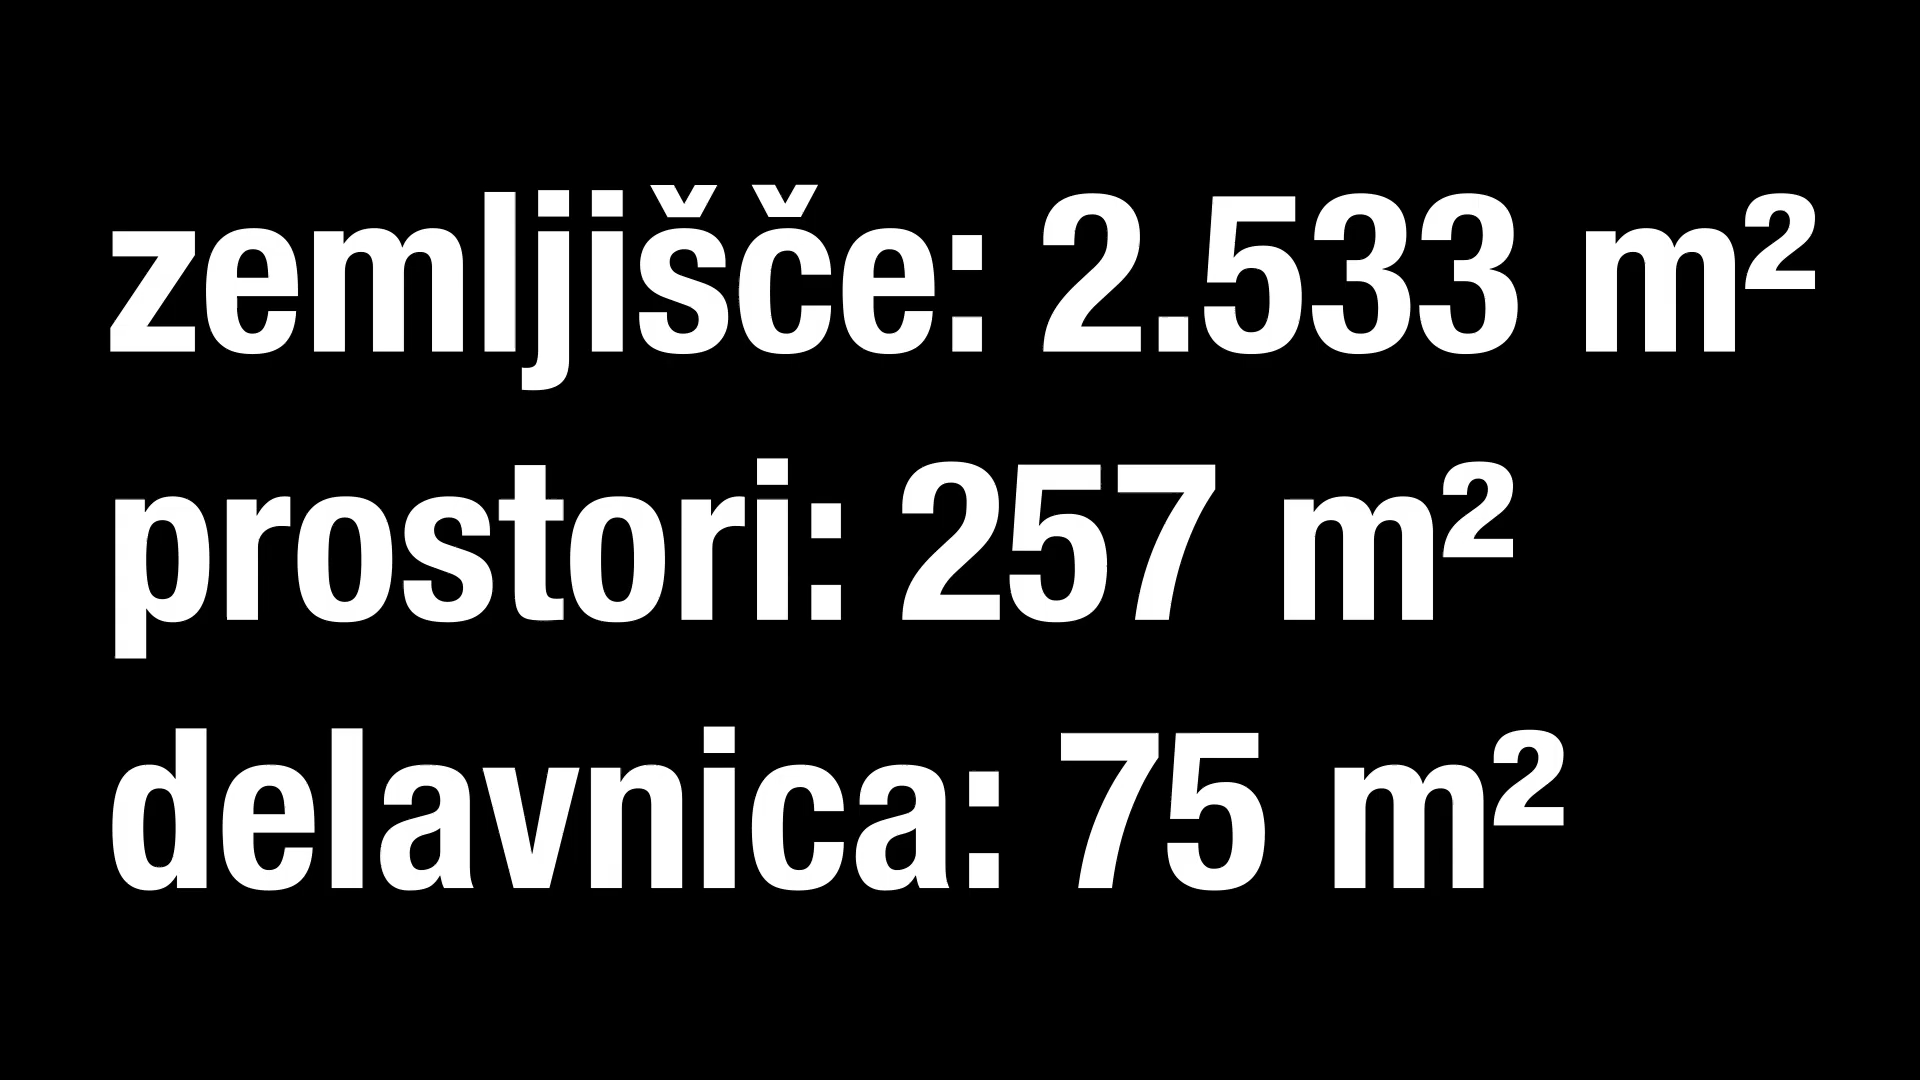 zemljišče: 2.533 m²
prostori: 257 m²
delavnica: 75 m²